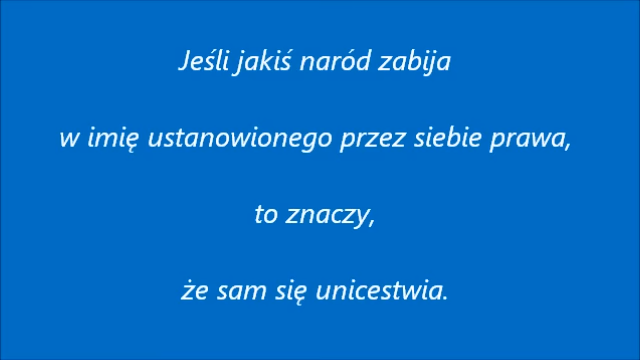 Jeśli jakiś naród zabija
w imię ustanowionego przez siebie prawa,
to znaczy,
że sam się unicestwia.